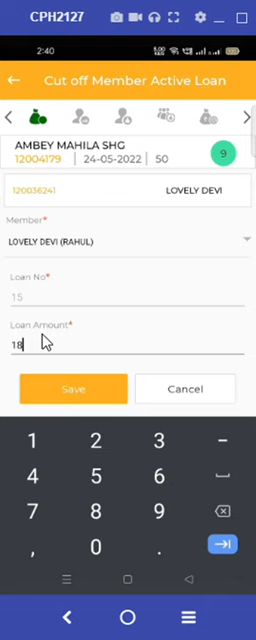 CPH2127
2:40
Cut off Member Active Loan
AMBEY MAHILA SHG
12004179 | 24-05-2022 | 50
9
120036241 LOVELY DEVI
Member*
LOVELY DEVI (RAHUL)
Loan No*
15
Loan Amount*
18
Save Cancel
1 2 3 -
4 5 6
7 8 9
, 0 .